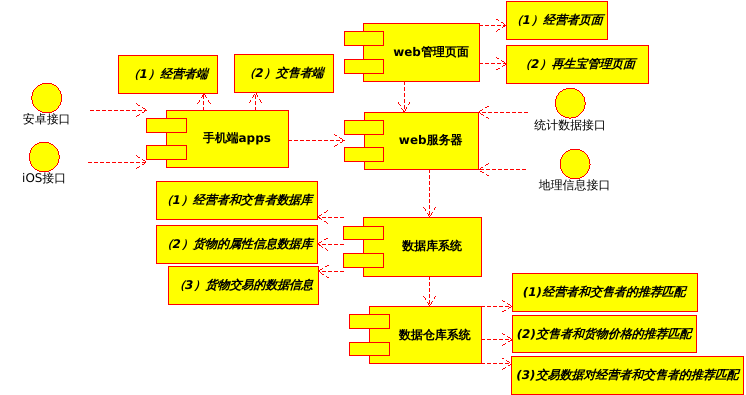 （1）经营者页面
web管理页面
（2）再生宝管理页面
（1）经营者端
（2）交售者端
安卓接口
手机端apps
web服务器
统计数据接口
iOS接口
地理信息接口
（1）经营者和交售者数据库
（2）货物的属性信息数据库
数据库系统
（3）货物交易的数据信息
(1)经营者和交售者的推荐匹配
数据仓库系统
(2)交售者和货物价格的推荐匹配
(3)交易数据对经营者和交售者的推荐匹配